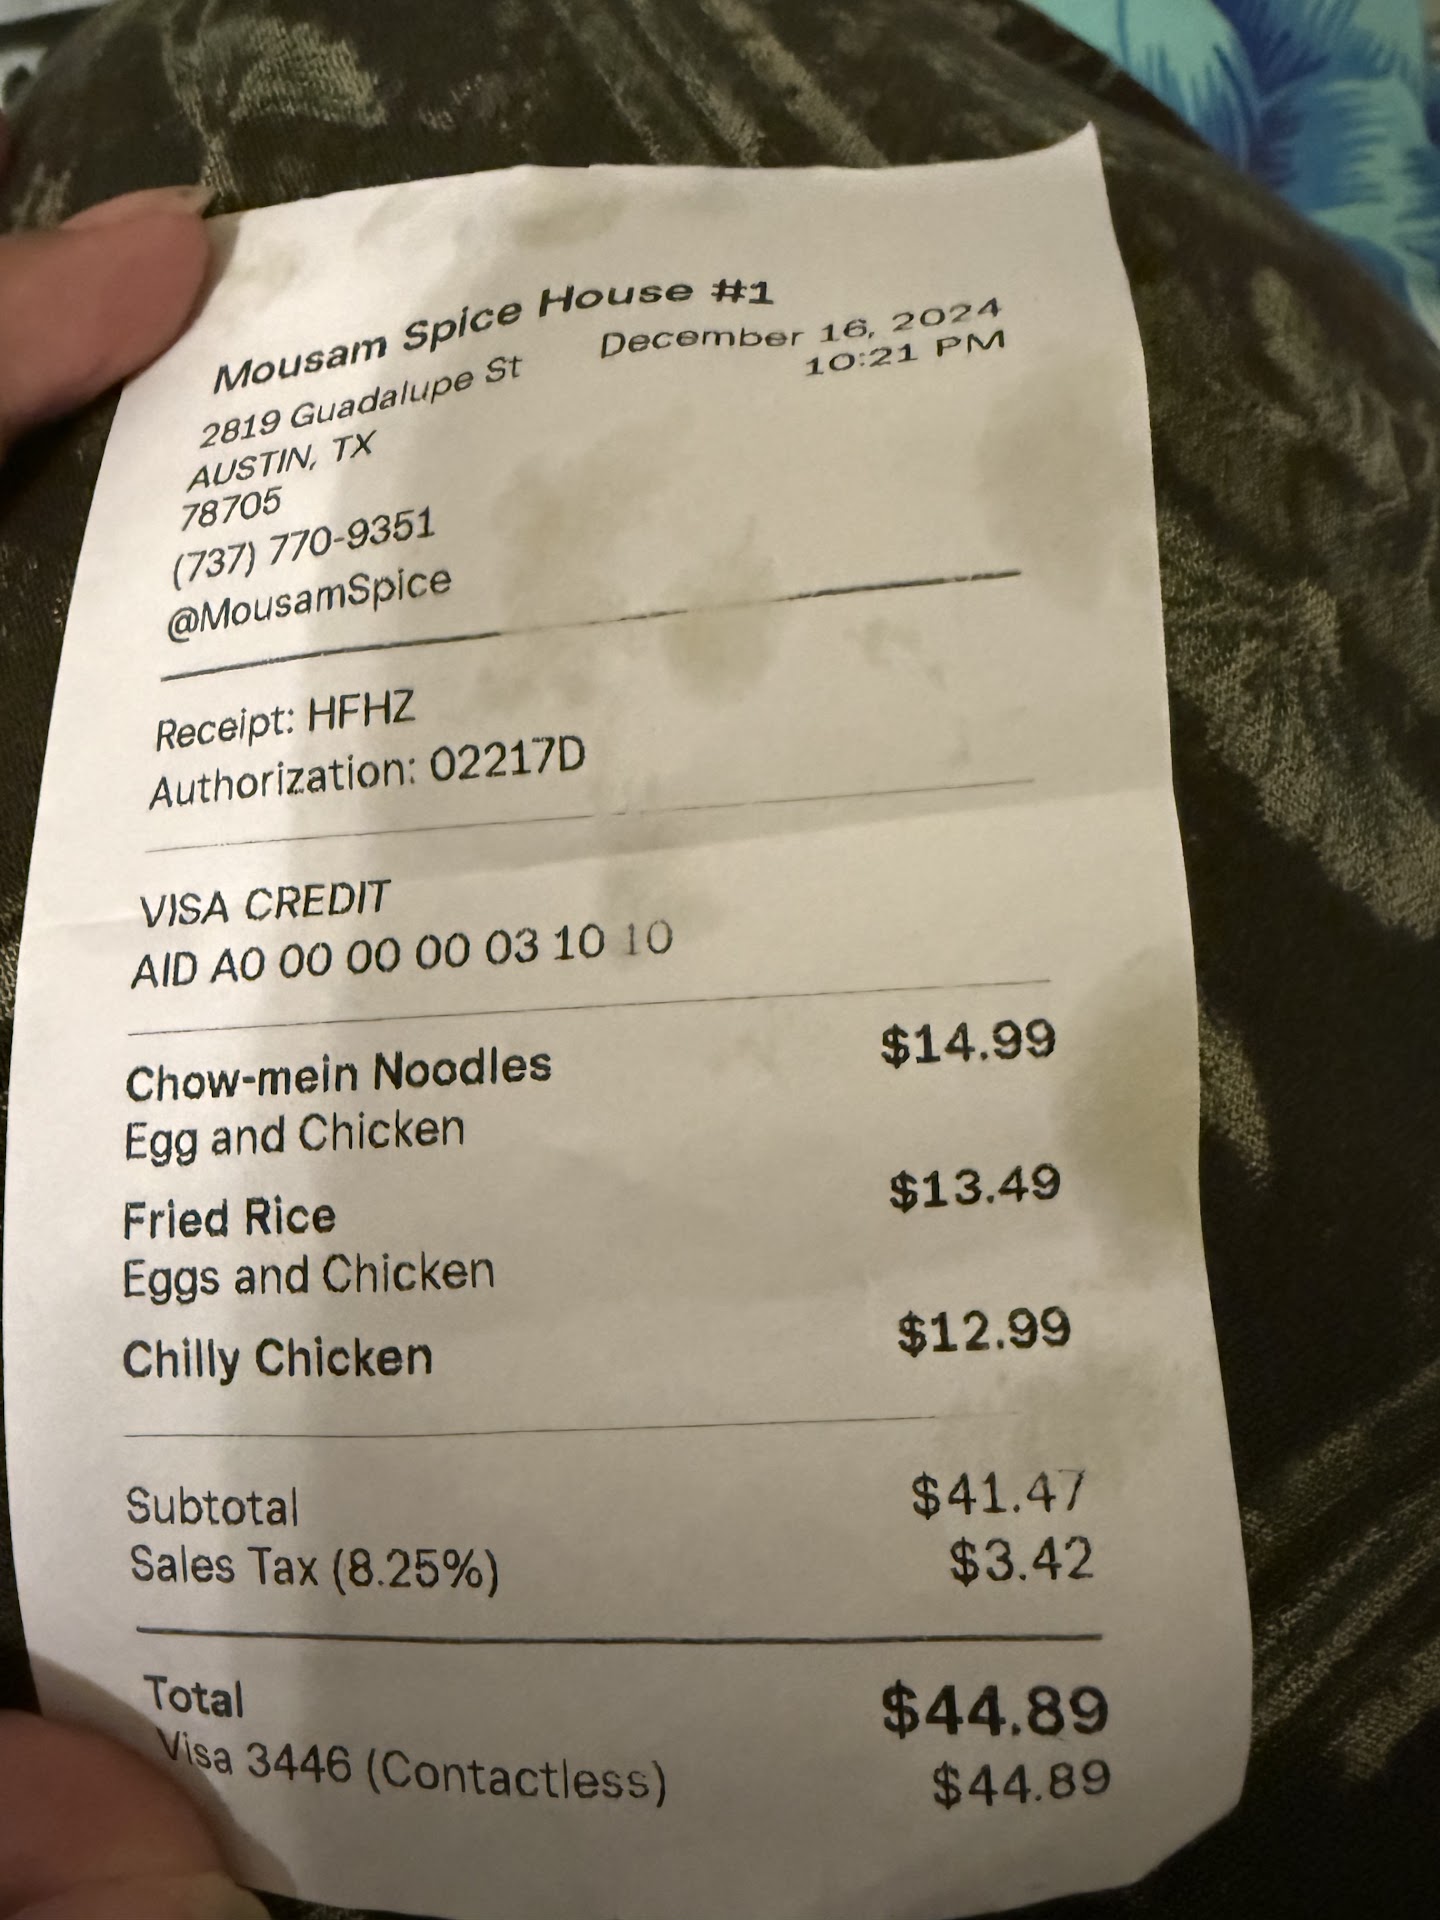 Mousam Spice House #1
2819 Guadalupe St
AUSTIN, TX
78705
(737) 770-9351
@MousamSpice
December 16, 2024
10:21 PM
Receipt: HFHZ
Authorization: 02217D
VISA CREDIT
AID A0 00 00 00 03 10 10
Chow-mein Noodles $14.99
Egg and Chicken
Fried Rice $13.49
Eggs and Chicken
Chilly Chicken $12.99
Subtotal $41.47
Sales Tax (8.25%) $3.42
Total $44.89
Visa 3446 (Contactless) $44.89